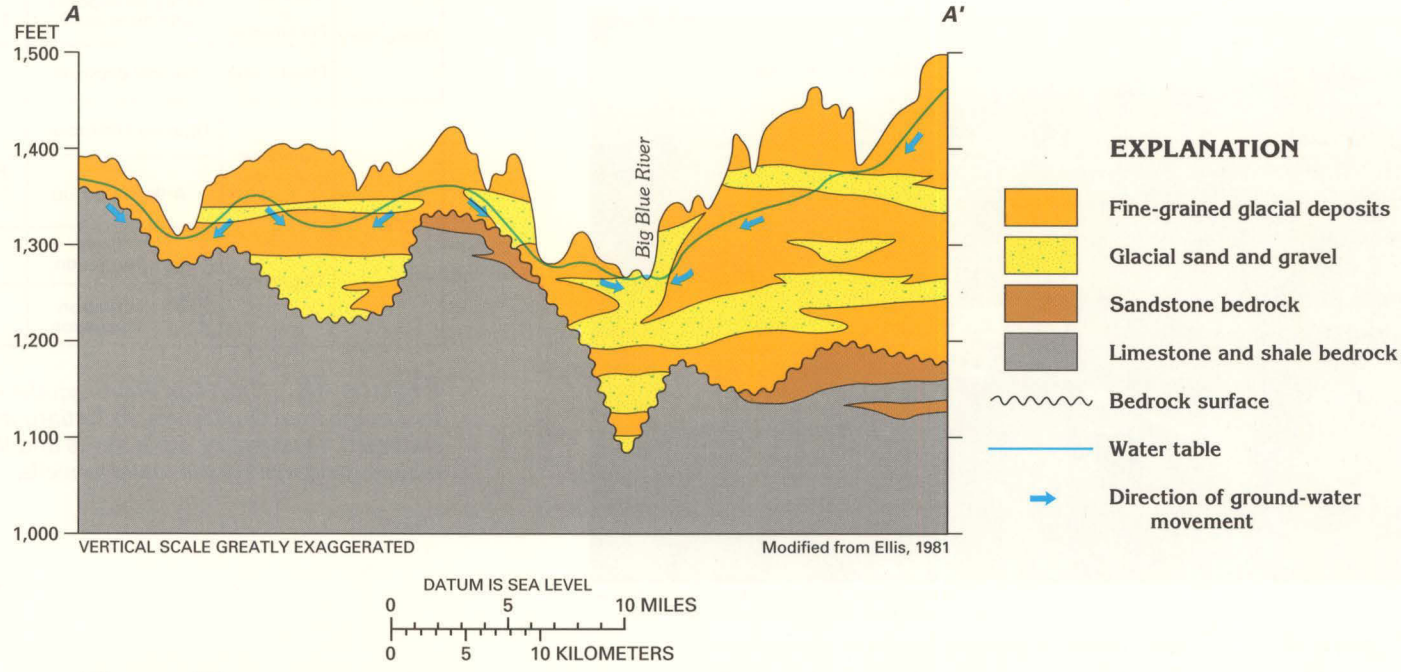 A
A'
FEET
1,500
1,400
1,300
1,200
1,100
1,000
Big Blue River
VERTICAL SCALE GREATLY EXAGGERATED
Modified from Ellis, 1981
DATUM IS SEA LEVEL
0 5 10 MILES
0 5 10 KILOMETERS
EXPLANATION
Fine-grained glacial deposits
Glacial sand and gravel
Sandstone bedrock
Limestone and shale bedrock
Bedrock surface
Water table
Direction of ground-water
movement